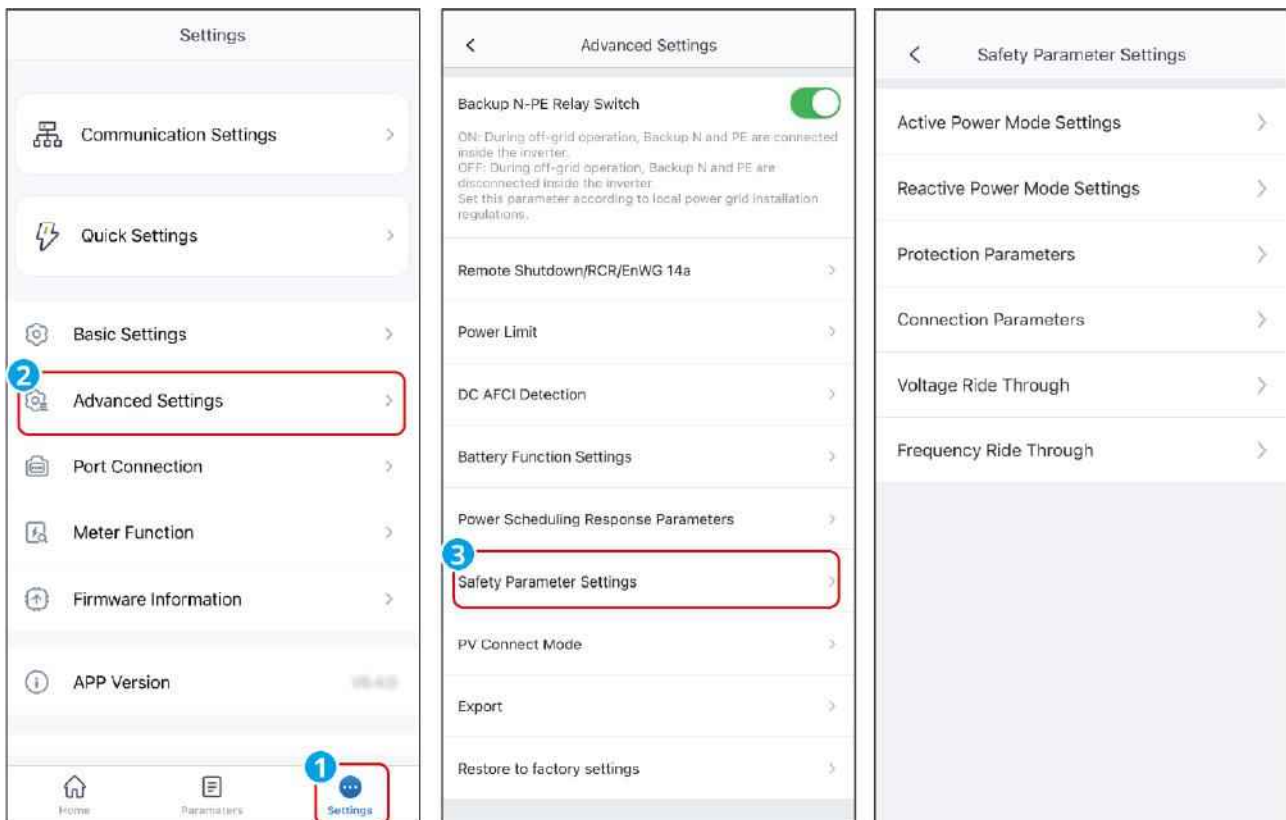 Settings
Communication Settings
Quick Settings
Basic Settings
2
Advanced Settings
Port Connection
Meter Function
Firmware Information
APP Version
1
Home
Parameters
Settings
Advanced Settings
Backup N-PE Relay Switch
ON: During off-grid operation, Backup N and PE are connected
inside the inverter.
OFF: During off-grid operation, Backup N and PE are
disconnected inside the inverter
Set this parameter according to local power grid installation
regulations.
Remote Shutdown/RCR/EnWG 14a
Power Limit
DC AFCI Detection
Battery Function Settings
Power Scheduling Response Parameters
3
Safety Parameter Settings
PV Connect Mode
Export
Restore to factory settings
Safety Parameter Settings
Active Power Mode Settings
Reactive Power Mode Settings
Protection Parameters
Connection Parameters
Voltage Ride Through
Frequency Ride Through